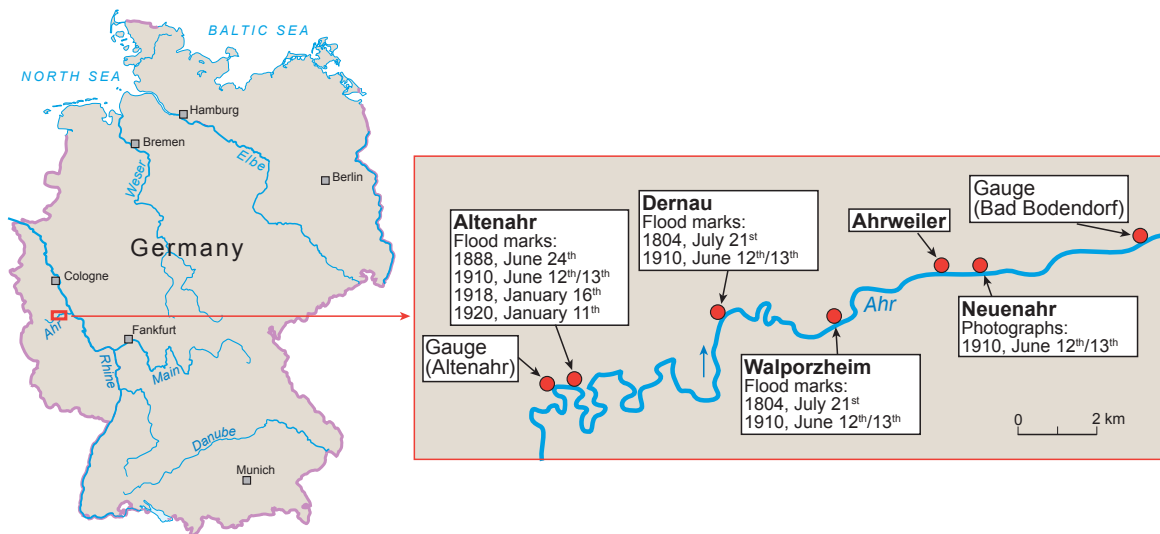 BALTIC SEA
NORTH SEA
Hamburg
Bremen
Elbe
Weser
Berlin
Germany
Cologne
Ahr
Fankfurt
Rhine
Main
Danube
Munich
Altenahr
Flood marks:
1888, June 24th
1910, June 12th/13th
1918, January 16th
1920, January 11th
Gauge
(Altenahr)
Dernau
Flood marks:
1804, July 21st
1910, June 12th/13th
Walporzheim
Flood marks:
1804, July 21st
1910, June 12th/13th
Ahrweiler
Ahr
Gauge
(Bad Bodendorf)
Neuenahr
Photographs:
1910, June 12th/13th
0 2 km